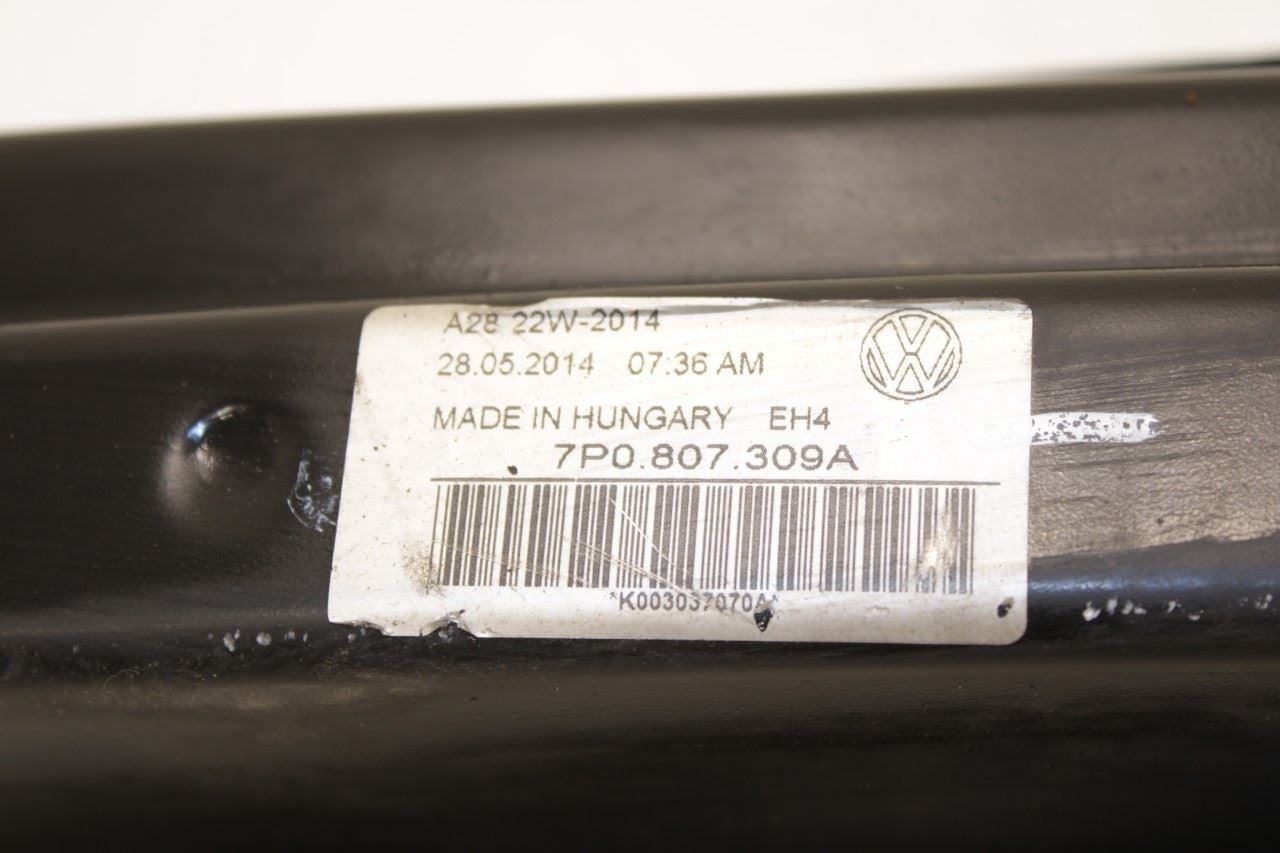 A28 22W-2014
28.05.2014 07:36 AM
MADE IN HUNGARY EH4
7P0.807.309A
*K003037070A*